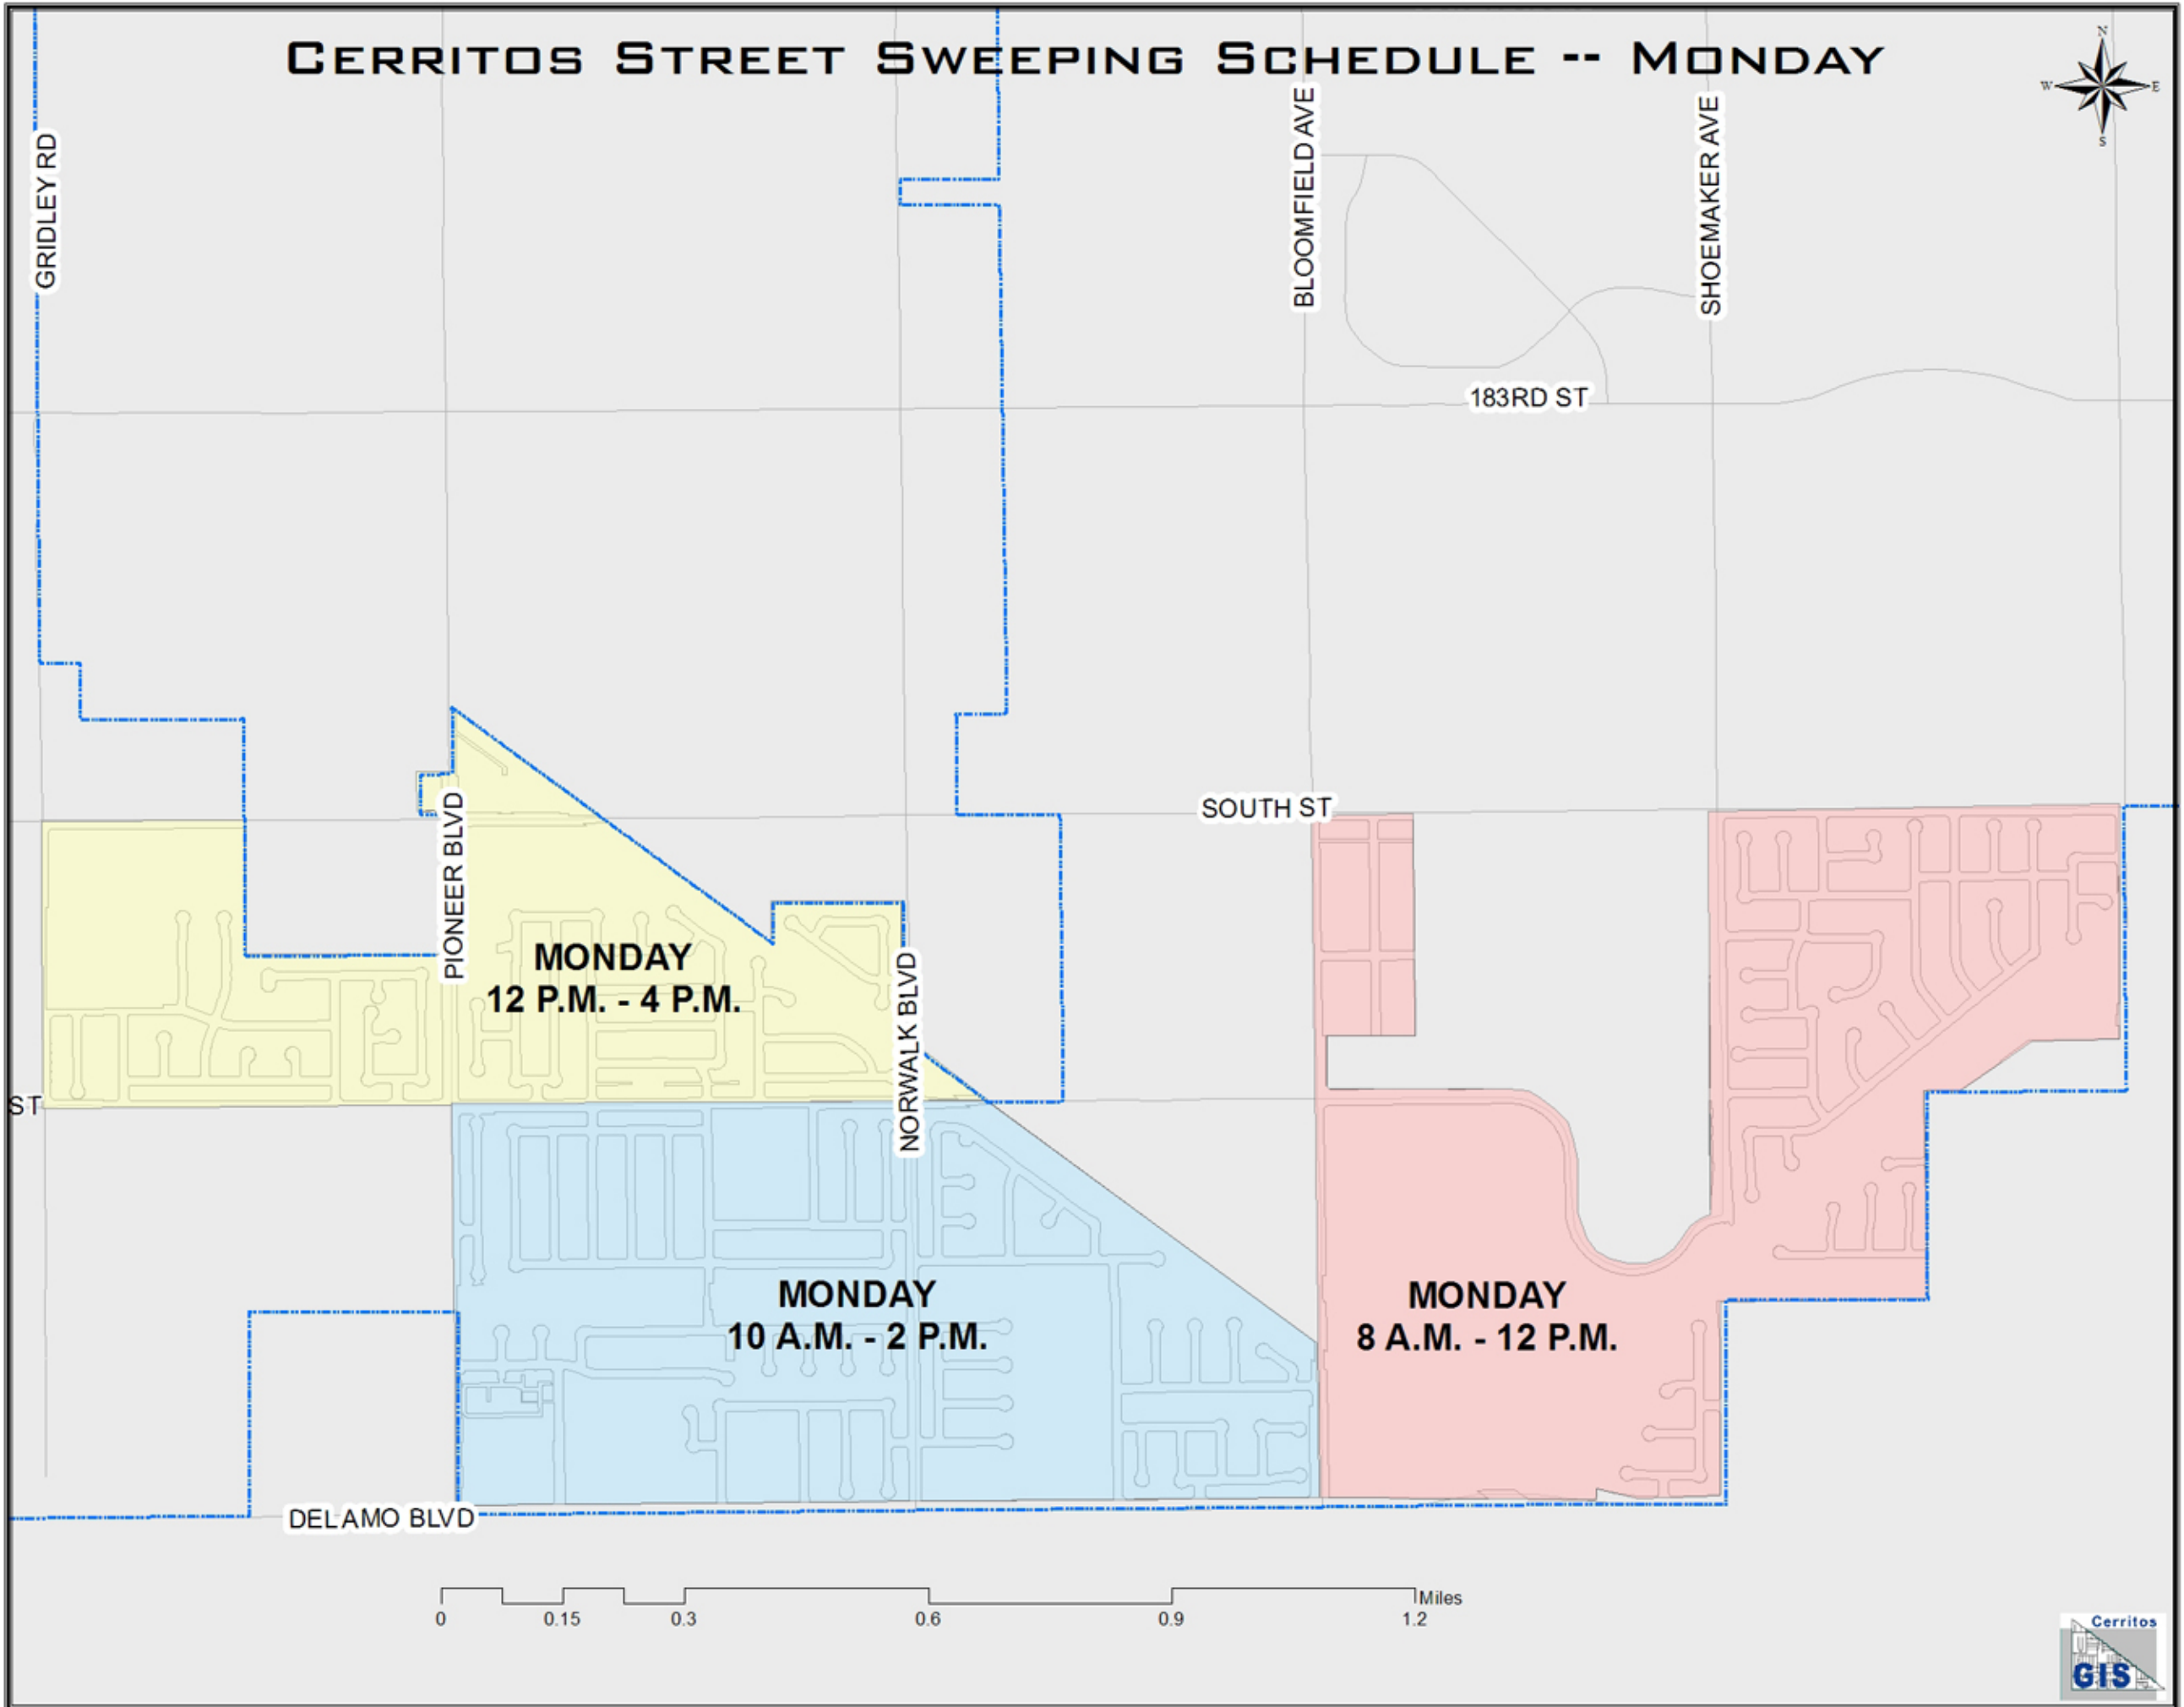 CERRITOS STREET SWEEPING SCHEDULE -- MONDAY
N
W
E
S
GRIDLEY RD
BLOOMFIELD AVE
SHOEMAKER AVE
183RD ST
SOUTH ST
PIONEER BLVD
MONDAY
12 P.M. - 4 P.M.
NORWALK BLVD
ST
MONDAY
10 A.M. - 2 P.M.
MONDAY
8 A.M. - 12 P.M.
DEL AMO BLVD
Miles
0 0.15 0.3 0.6 0.9 1.2
Cerritos
GIS